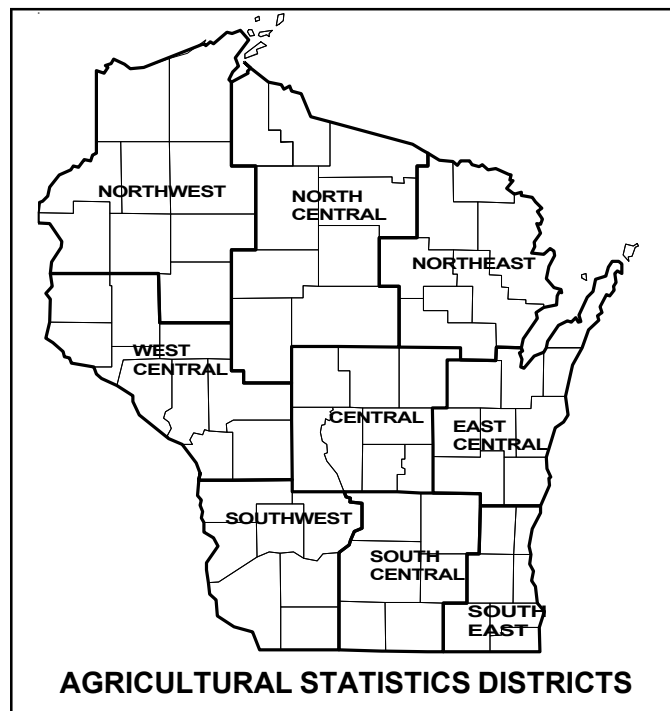 NORTHWEST
NORTH
CENTRAL
NORTHEAST
WEST
CENTRAL
CENTRAL
EAST
CENTRAL
SOUTHWEST
SOUTH
CENTRAL
SOUTH
EAST
AGRICULTURAL STATISTICS DISTRICTS